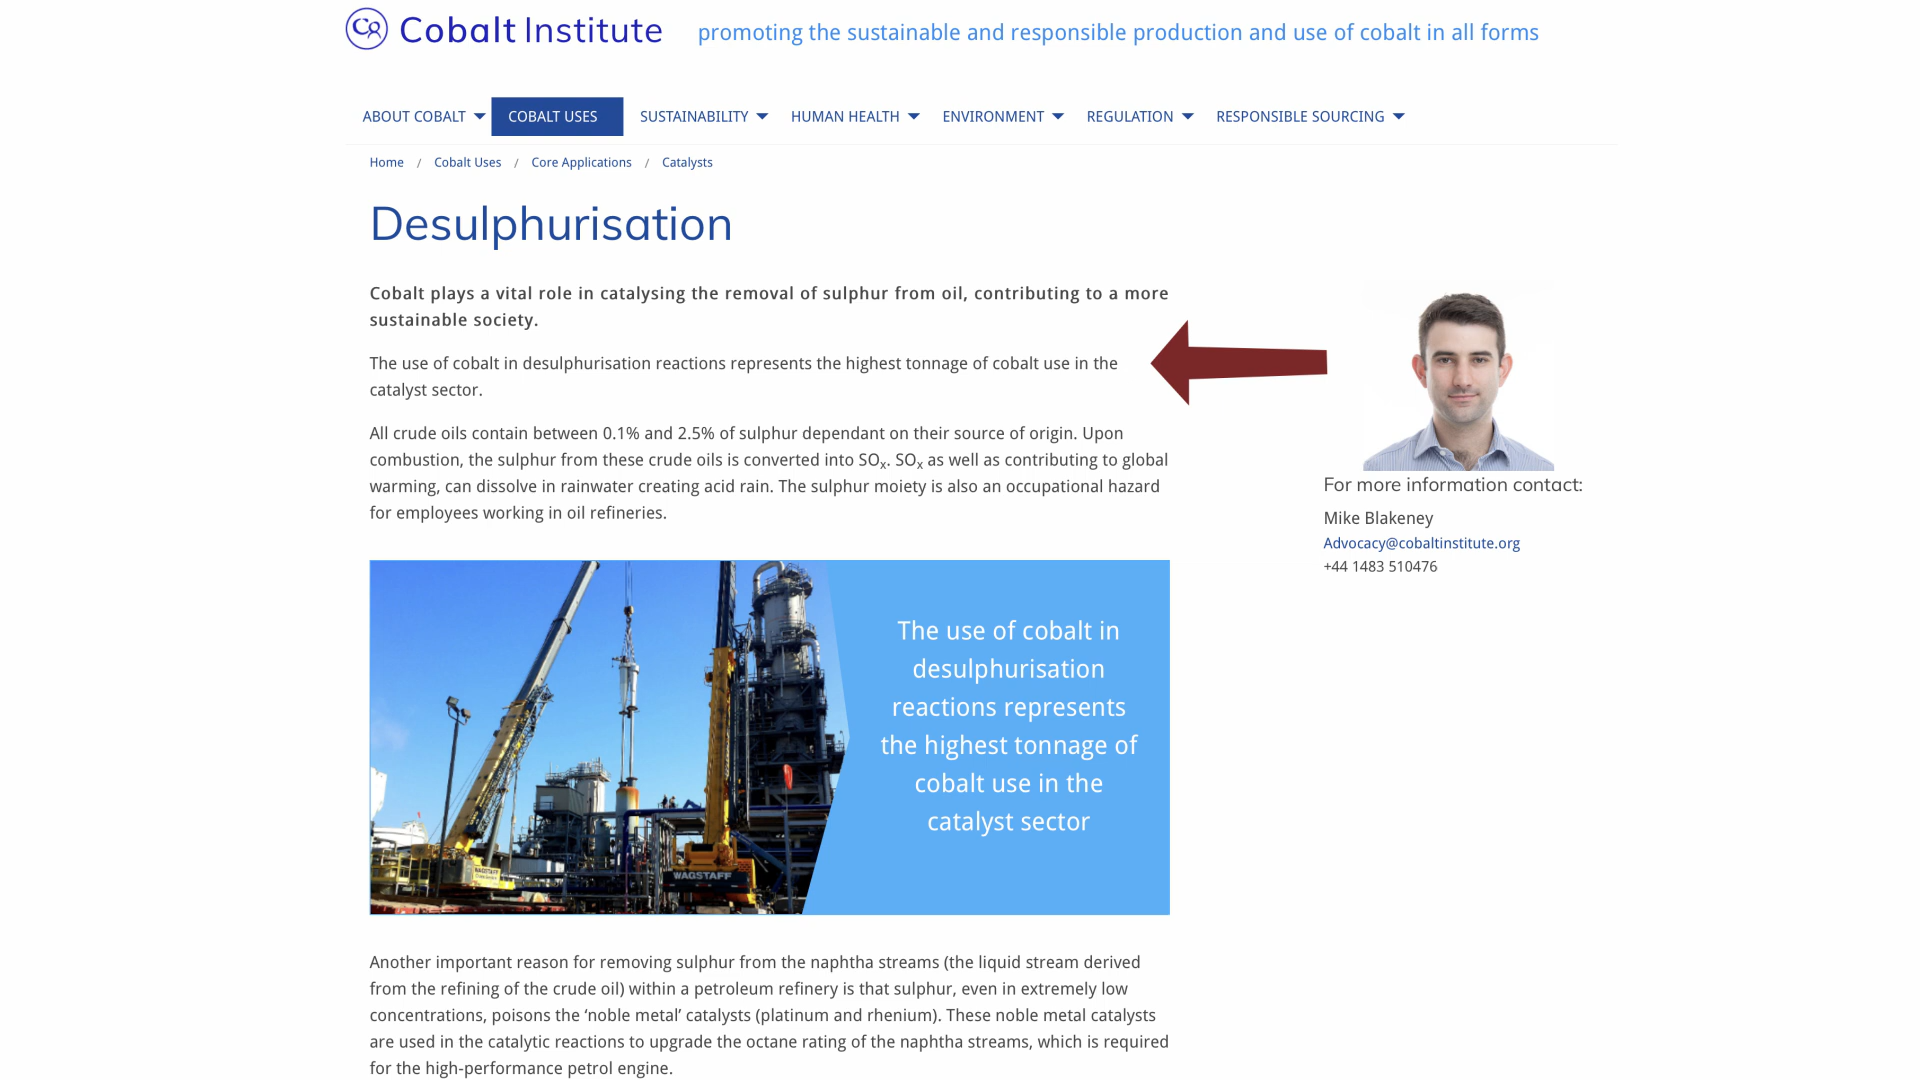 Cobalt Institute
promoting the sustainable and responsible production and use of cobalt in all forms
ABOUT COBALT COBALT USES SUSTAINABILITY HUMAN HEALTH ENVIRONMENT REGULATION RESPONSIBLE SOURCING
Home / Cobalt Uses / Core Applications / Catalysts
Desulphurisation
Cobalt plays a vital role in catalysing the removal of sulphur from oil, contributing to a more
sustainable society.
The use of cobalt in desulphurisation reactions represents the highest tonnage of cobalt use in the
catalyst sector.
All crude oils contain between 0.1% and 2.5% of sulphur dependant on their source of origin. Upon
combustion, the sulphur from these crude oils is converted into SOx. SOx as well as contributing to global
warming, can dissolve in rainwater creating acid rain. The sulphur moiety is also an occupational hazard
for employees working in oil refineries.
For more information contact:
Mike Blakeney
Advocacy@cobaltinstitute.org
+44 1483 510476
The use of cobalt in
desulphurisation
reactions represents
the highest tonnage of
cobalt use in the
catalyst sector
WAGSTAFF
WAGSTAFF
Another important reason for removing sulphur from the naphtha streams (the liquid stream derived
from the refining of the crude oil) within a petroleum refinery is that sulphur, even in extremely low
concentrations, poisons the ‘noble metal’ catalysts (platinum and rhenium). These noble metal catalysts
are used in the catalytic reactions to upgrade the octane rating of the naphtha streams, which is required
for the high-performance petrol engine.